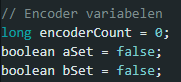 // Encoder variabelen
long encoderCount = 0;
boolean aSet = false;
boolean bSet = false;